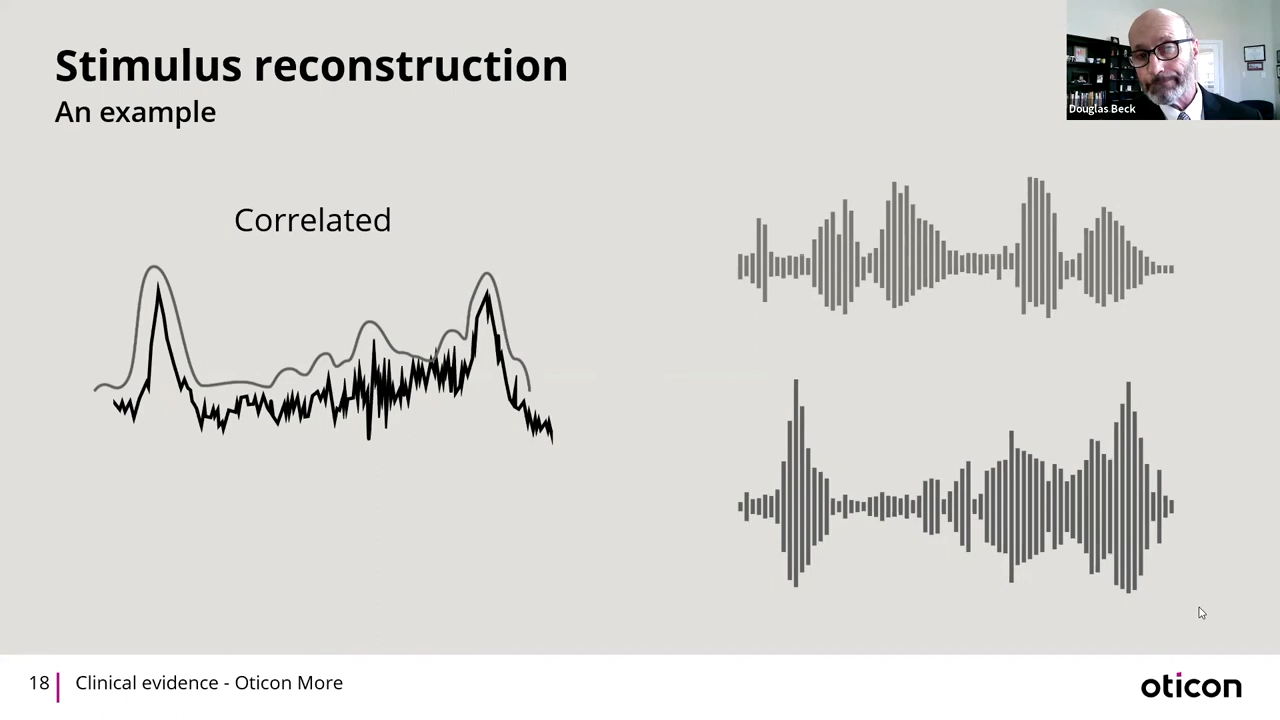 Stimulus reconstruction
An example
Douglas Beck
Correlated
18
Clinical evidence - Oticon More
oticon